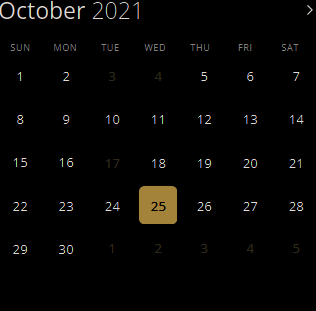 October 2021 >
SUN MON TUE WED THU FRI SAT
1 2 3 4 5 6 7
8 9 10 11 12 13 14
15 16 17 18 19 20 21
22 23 24 25 26 27 28
29 30 1 2 3 4 5